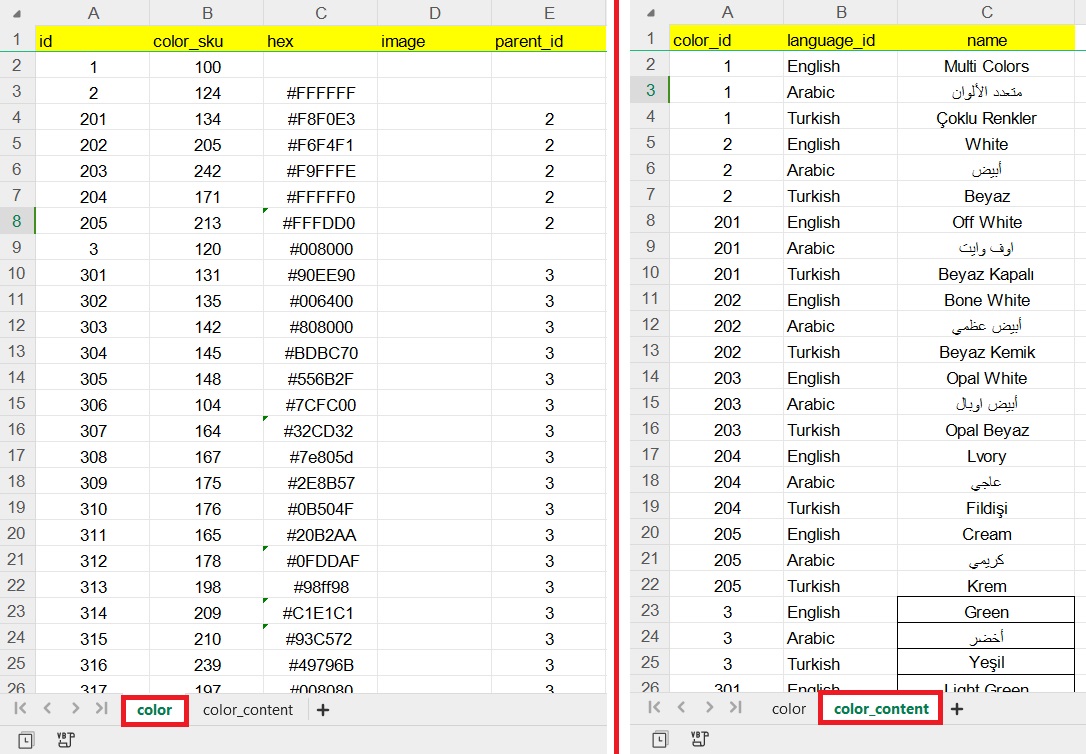 A B C D E
1 id color_sku hex image parent_id
2 1 100
3 2 124 #FFFFFF
4 201 134 #F8F0E3 2
5 202 205 #F6F4F1 2
6 203 242 #F9FFFE 2
7 204 171 #FFFFF0 2
8 205 213 #FFFDD0 2
9 3 120 #008000
10 301 131 #90EE90 3
11 302 135 #006400 3
12 303 142 #808000 3
13 304 145 #BDBC70 3
14 305 148 #556B2F 3
15 306 104 #7CFC00 3
16 307 164 #32CD32 3
17 308 167 #7e805d 3
18 309 175 #2E8B57 3
19 310 176 #0B504F 3
20 311 165 #20B2AA 3
21 312 178 #0FDDAF 3
22 313 198 #98ff98 3
23 314 209 #C1E1C1 3
24 315 210 #93C572 3
25 316 239 #49796B 3
26 317 197 #008080 3
color color_content +
A B C
1 color_id language_id name
2 1 English Multi Colors
3 1 Arabic متعدد الألوان
4 1 Turkish Çoklu Renkler
5 2 English White
6 2 Arabic أبيض
7 2 Turkish Beyaz
8 201 English Off White
9 201 Arabic اوف وايت
10 201 Turkish Beyaz Kapalı
11 202 English Bone White
12 202 Arabic أبيض عظمي
13 202 Turkish Beyaz Kemik
14 203 English Opal White
15 203 Arabic أبيض اوبال
16 203 Turkish Opal Beyaz
17 204 English Lvory
18 204 Arabic عاجي
19 204 Turkish Fildişi
20 205 English Cream
21 205 Arabic كريمي
22 205 Turkish Krem
23 3 English Green
24 3 Arabic أخضر
25 3 Turkish Yeşil
26 301 English Light Green
color color_content +